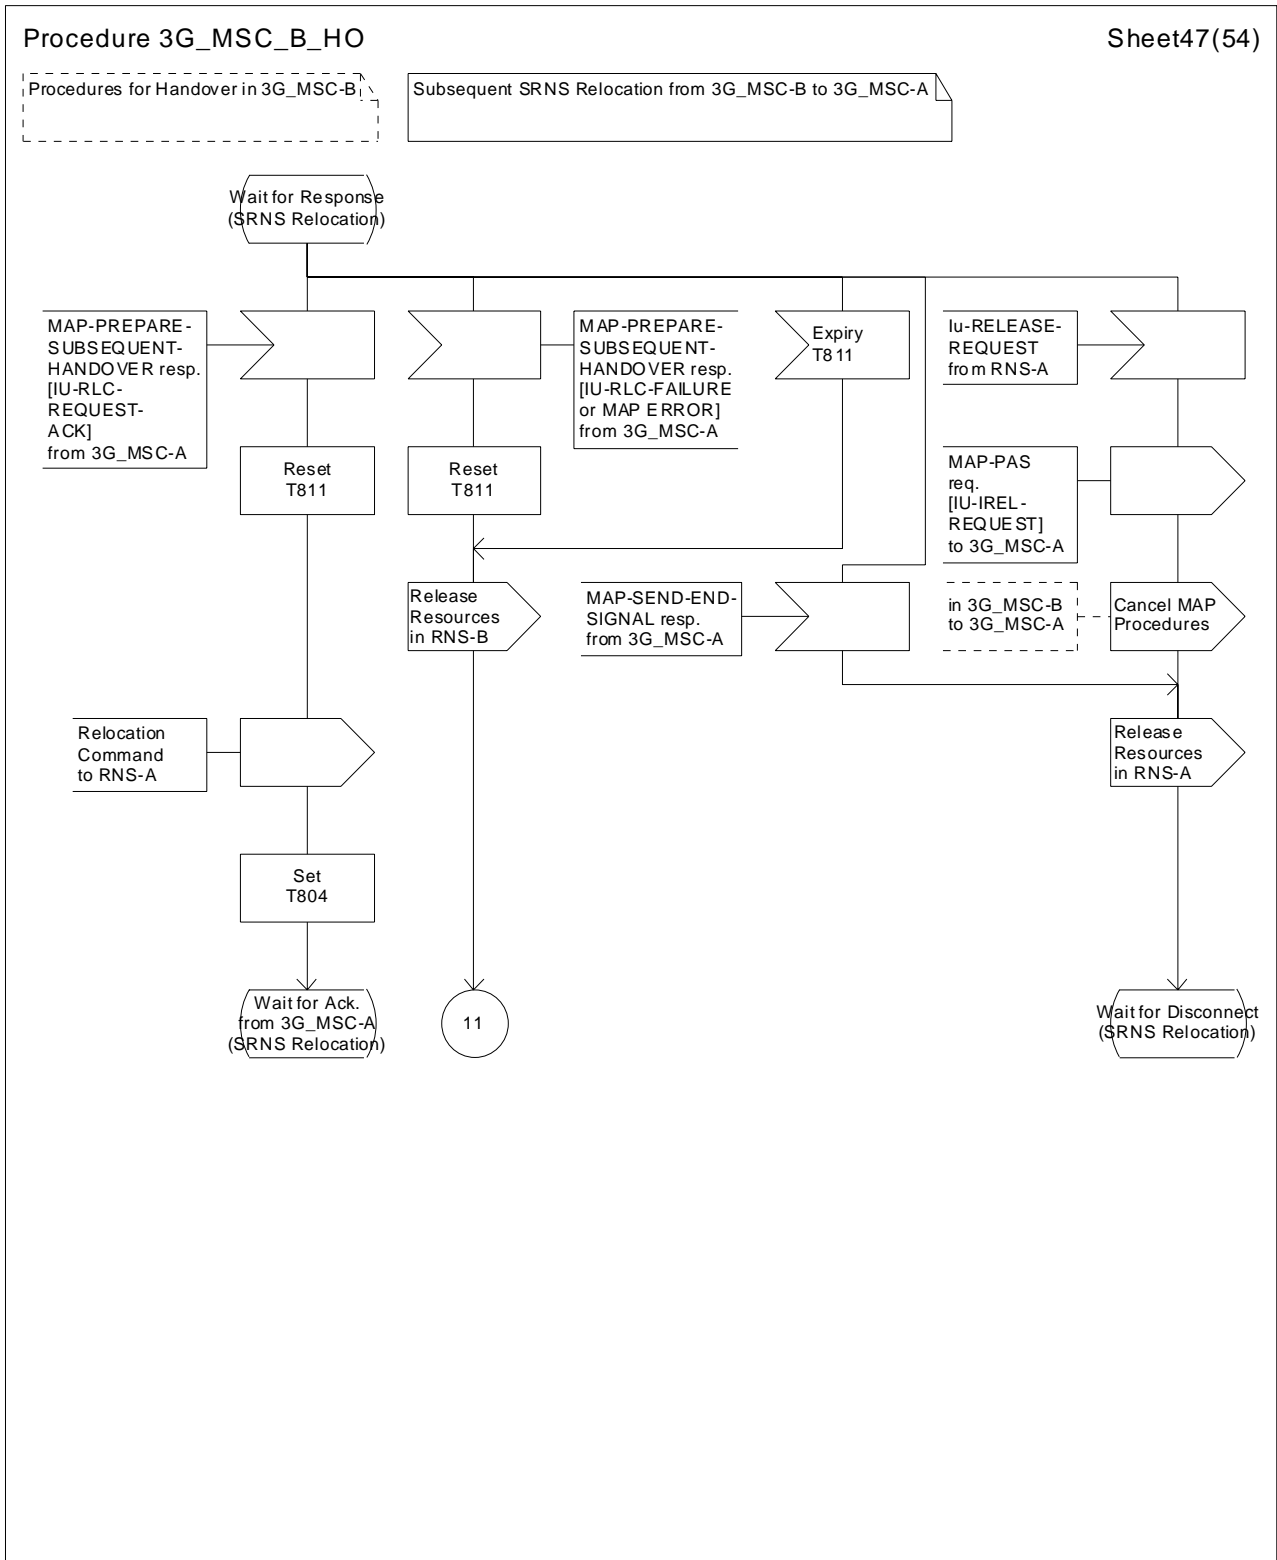 Procedure 3G_MSC_B_HO
Sheet47(54)
Procedures for Handover in 3G_MSC-B
Subsequent SRNS Relocation from 3G_MSC-B to 3G_MSC-A
Wait for Response
(SRNS Relocation)
MAP-PREPARE-
SUBSEQUENT-
HANDOVER resp.
[IU-RLC-
REQUEST-
ACK]
from 3G_MSC-A
MAP-PREPARE-
SUBSEQUENT-
HANDOVER resp.
[IU-RLC-FAILURE
or MAP ERROR]
from 3G_MSC-A
Expiry
T811
Iu-RELEASE-
REQUEST
from RNS-A
Reset
T811
Reset
T811
MAP-PAS
req.
[IU-IREL-
REQUEST]
to 3G_MSC-A
Release
Resources
in RNS-B
MAP-SEND-END-
SIGNAL resp.
from 3G_MSC-A
in 3G_MSC-B
to 3G_MSC-A
Cancel MAP
Procedures
Relocation
Command
to RNS-A
Release
Resources
in RNS-A
Set
T804
Wait for Ack.
from 3G_MSC-A
(SRNS Relocation)
11
Wait for Disconnect
(SRNS Relocation)